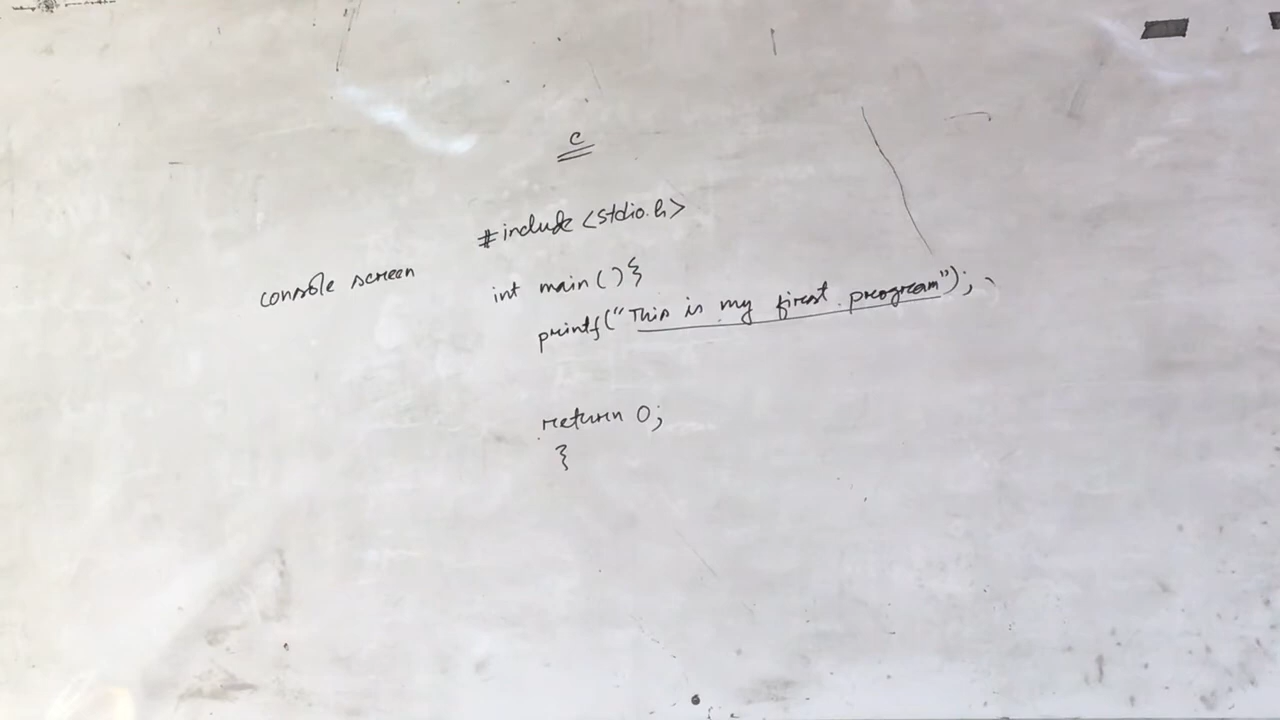 C
#include <stdio.h>
console screen
int main() {
printf("This is my first program");
return 0;
}